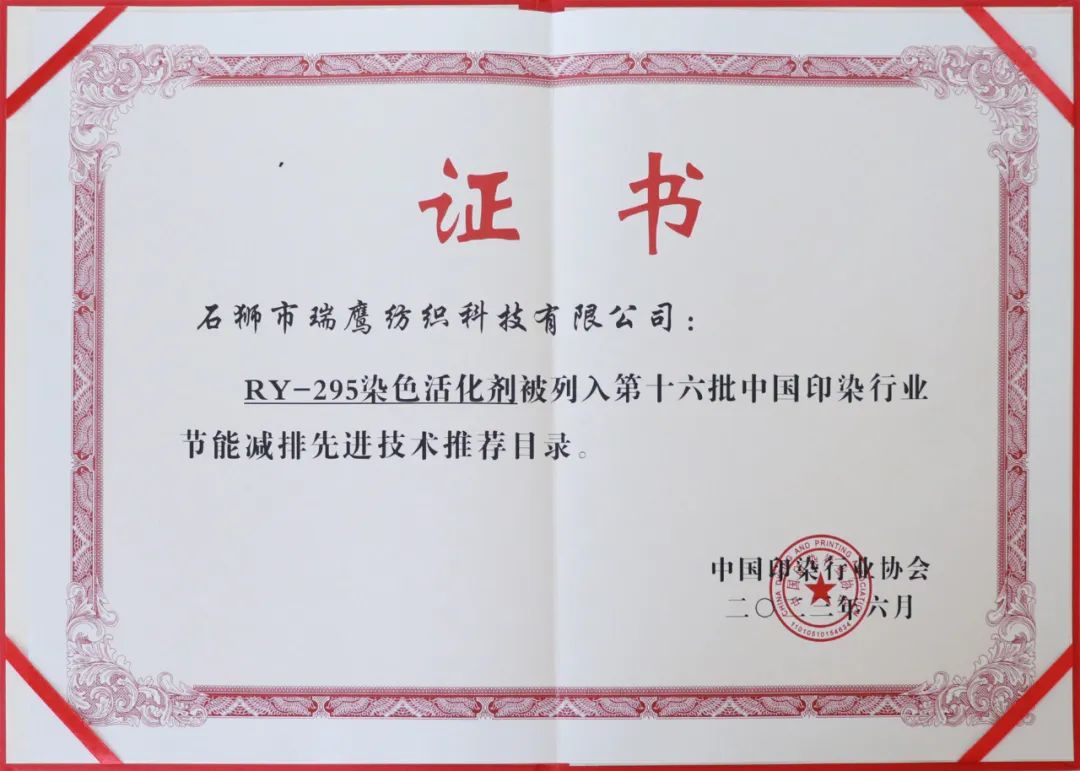 证书
石狮市瑞鹰纺织科技有限公司：
RY-295染色活化剂被列入第十六批中国印染行业
节能减排先进技术推荐目录。
中国印染行业协会
二〇二三年六月